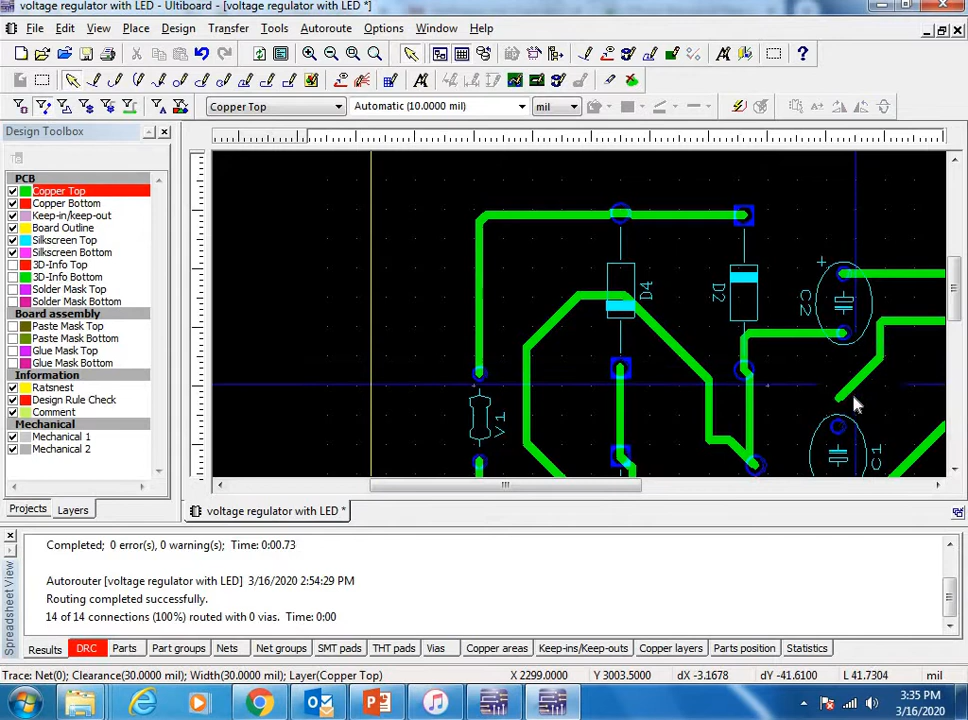 voltage regulator with LED - Ultiboard - [voltage regulator with LED *]
File Edit View Place Design Transfer Tools Autoroute Options Window Help
Copper Top Automatic (10.0000 mil) mil
Design Toolbox
PCB
Copper Top
Copper Bottom
Keep-in/keep-out
Board Outline
Silkscreen Top
Silkscreen Bottom
3D-Info Top
3D-Info Bottom
Solder Mask Top
Solder Mask Bottom
Board assembly
Paste Mask Top
Paste Mask Bottom
Glue Mask Top
Glue Mask Bottom
Information
Ratsnest
Design Rule Check
Comment
Mechanical
Mechanical 1
Mechanical 2
Projects Layers
D4
D2
+
C2
V1
C1
voltage regulator with LED *
Spreadsheet View
Completed; 0 error(s), 0 warning(s); Time: 0:00.73
Autorouter [voltage regulator with LED] 3/16/2020 2:54:29 PM
Routing completed successfully.
14 of 14 connections (100%) routed with 0 vias. Time: 0:00
Results DRC Parts Part groups Nets Net groups SMT pads THT pads Vias Copper areas Keep-ins/Keep-outs Copper layers Parts position Statistics
Trace: Net(0); Clearance(30.0000 mil); Width(30.0000 mil); Layer(Copper Top) X 2299.0000 Y 3003.5000 dX -3.1678 dY -41.6100 L 41.7304 mil
3:35 PM
3/16/2020